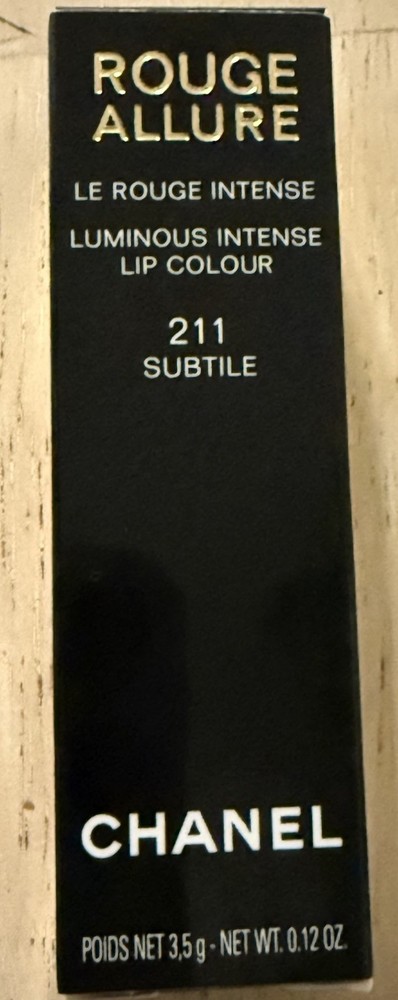 ROUGE
ALLURE
LE ROUGE INTENSE
LUMINOUS INTENSE
LIP COLOUR
211
SUBTILE
CHANEL
POIDS NET 3,5 g - NET WT. 0.12 OZ.